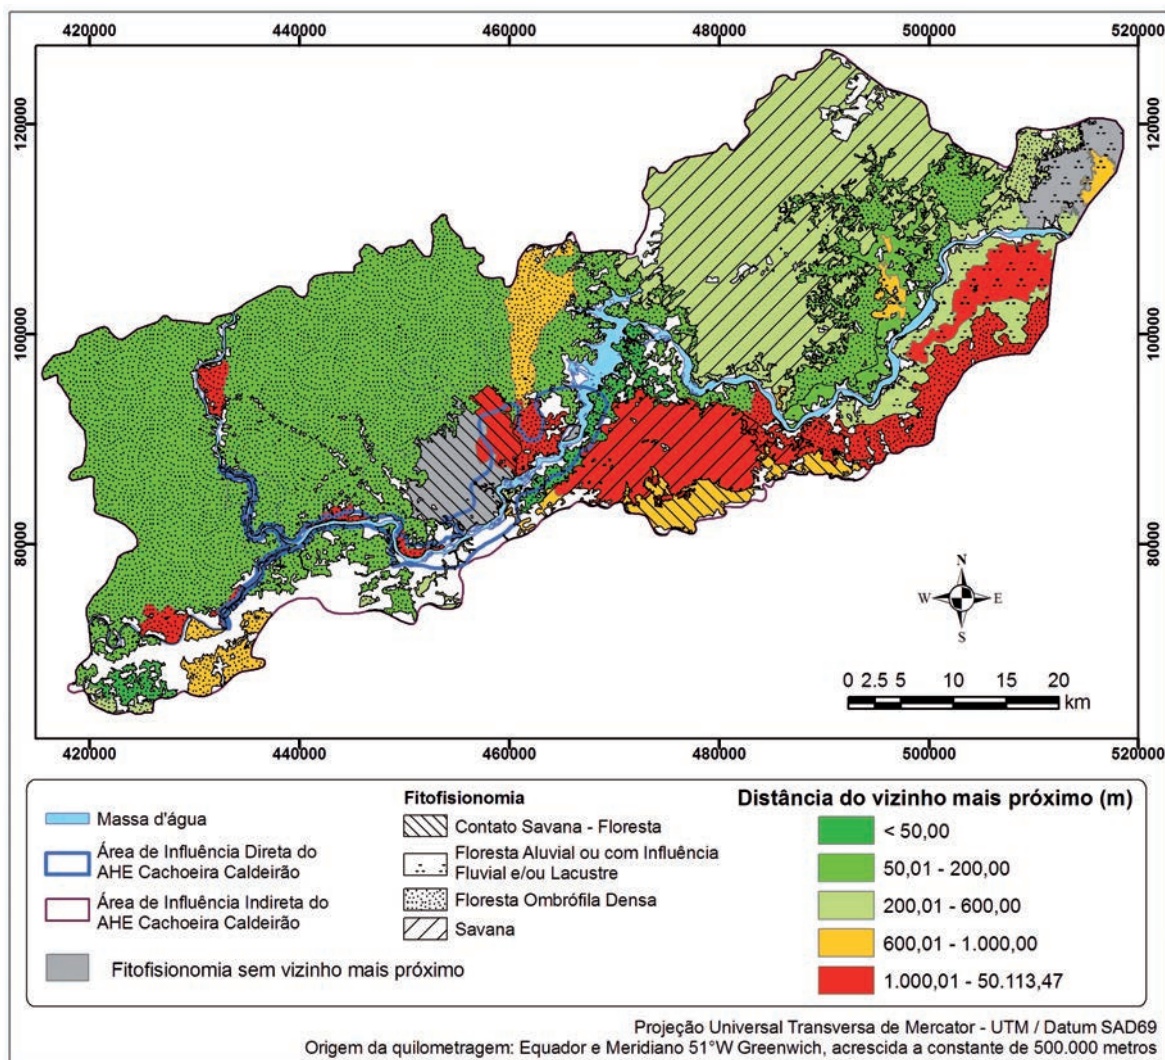 420000 440000 460000 480000 500000 520000
120000 120000
100000 100000
80000 80000
N
W E
S
0 2.5 5 10 15 20
km
420000 440000 460000 480000 500000 520000
Massa d'água
Área de Influência Direta do
AHE Cachoeira Caldeirão
Área de Influência Indireta do
AHE Cachoeira Caldeirão
Fitofisionomia sem vizinho mais próximo
Fitofisionomia
Contato Savana - Floresta
Floresta Aluvial ou com Influência
Fluvial e/ou Lacustre
Floresta Ombrófila Densa
Savana
Distância do vizinho mais próximo (m)
< 50,00
50,01 - 200,00
200,01 - 600,00
600,01 - 1.000,00
1.000,01 - 50.113,47
Projeção Universal Transversa de Mercator - UTM / Datum SAD69
Origem da quilometragem: Equador e Meridiano 51°W Greenwich, acrescida a constante de 500.000 metros